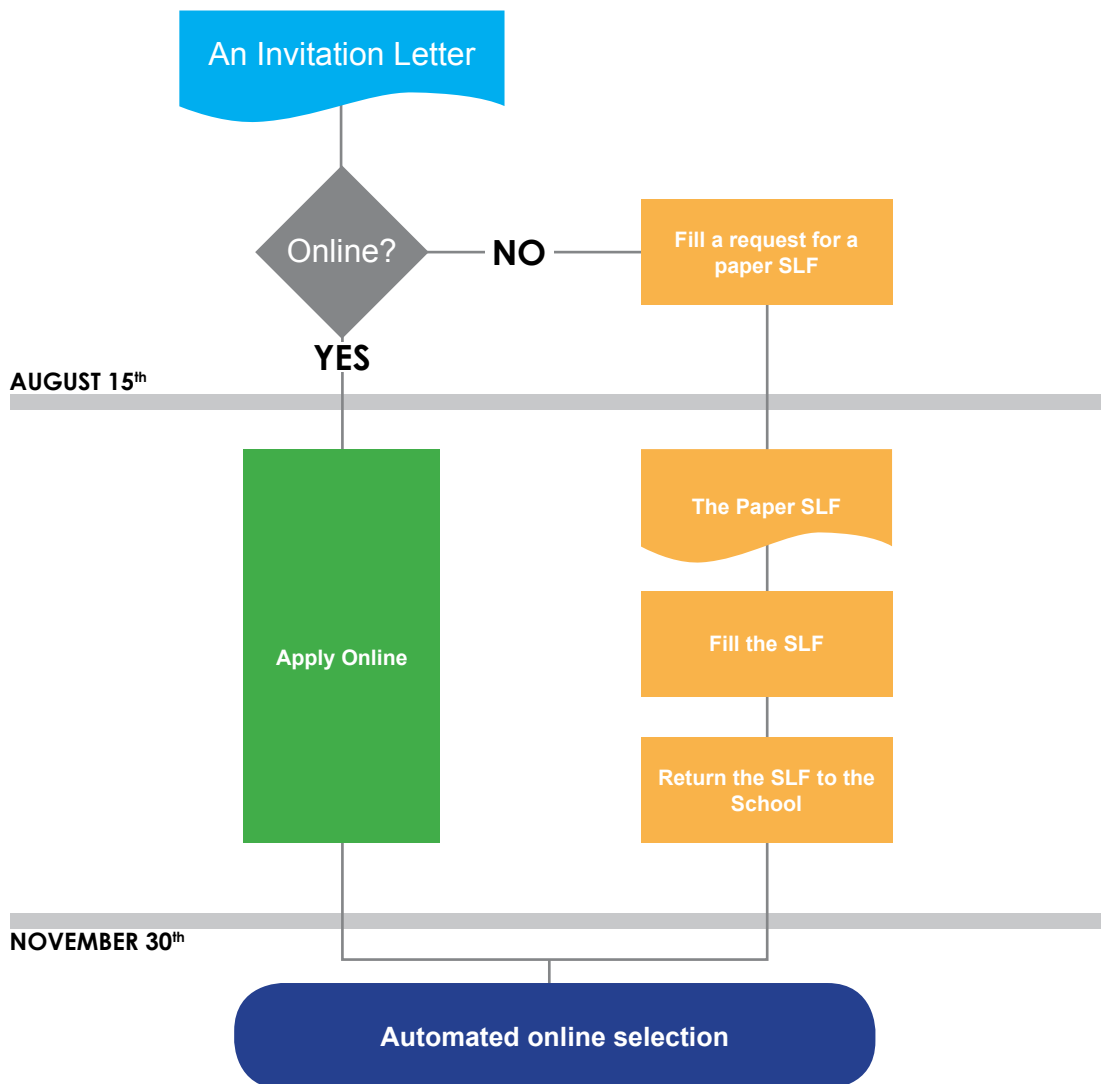 An Invitation Letter
Online?
NO
Fill a request for a
paper SLF
YES
AUGUST 15th
The Paper SLF
Apply Online
Fill the SLF
Return the SLF to the
School
NOVEMBER 30th
Automated online selection